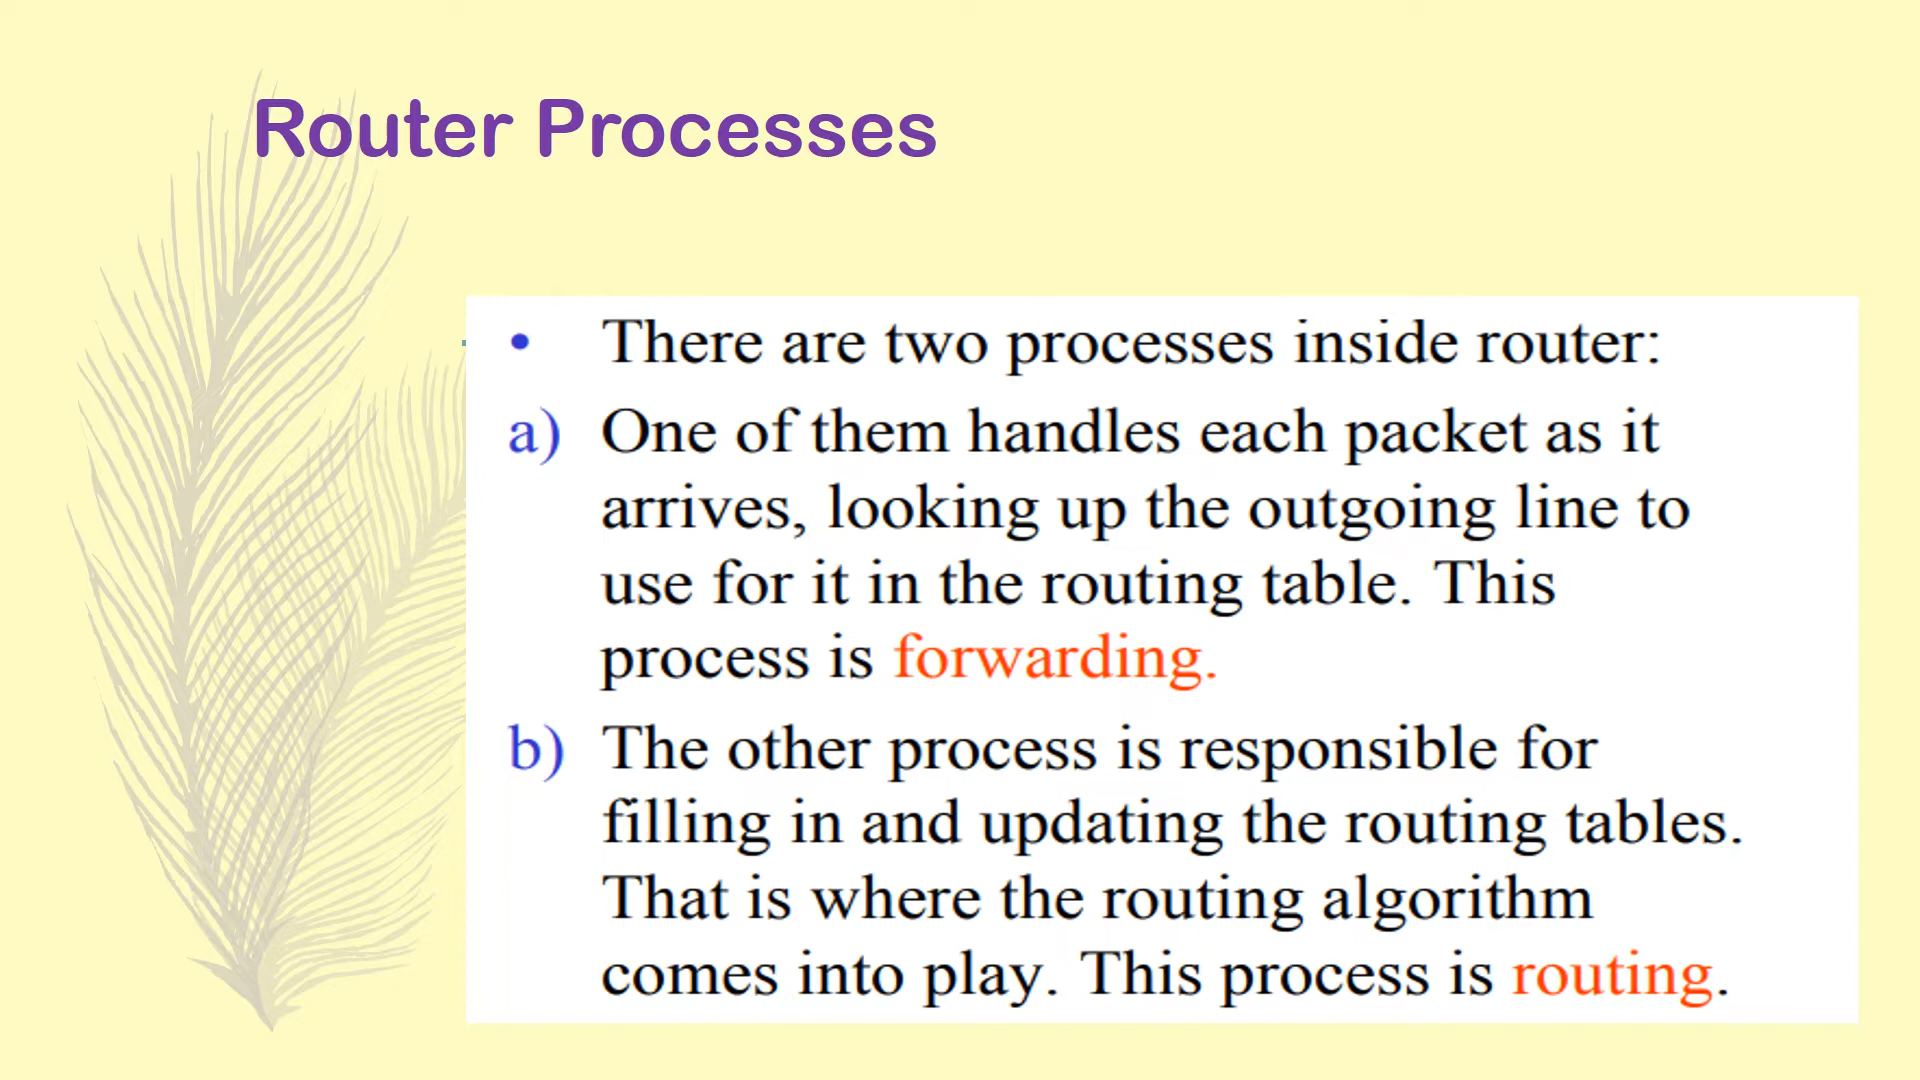 Router Processes
• There are two processes inside router:
a) One of them handles each packet as it
arrives, looking up the outgoing line to
use for it in the routing table. This
process is forwarding.
b) The other process is responsible for
filling in and updating the routing tables.
That is where the routing algorithm
comes into play. This process is routing.